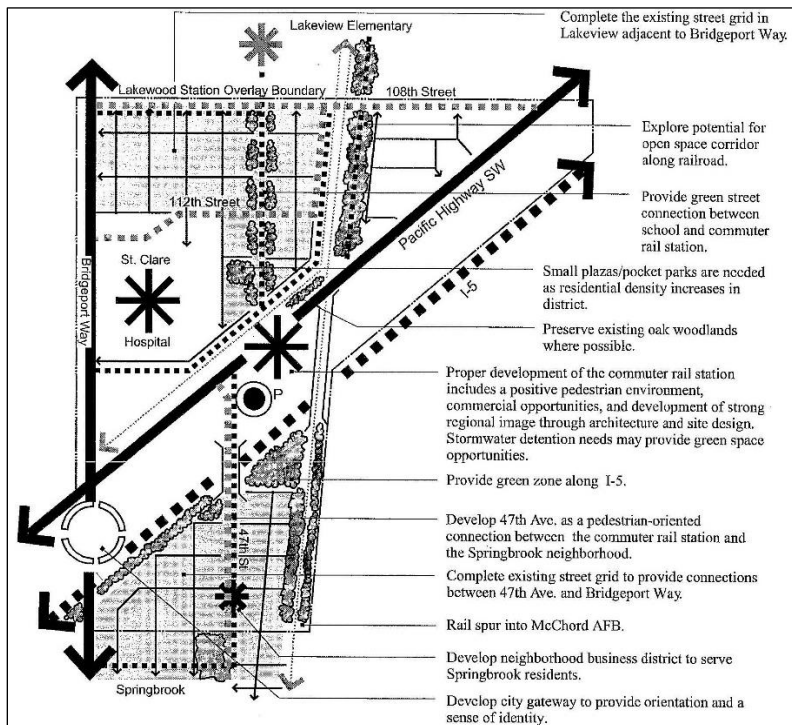 Lakeview Elementary
Complete the existing street grid in
Lakeview adjacent to Bridgeport Way.
Lakewood Station Overlay Boundary
108th Street
Explore potential for
open space corridor
along railroad.
Pacific Highway SW
112th Street
Provide green street
connection between
school and commuter
rail station.
St. Clare
Hospital
Bridgeport Way
I-5
Small plazas/pocket parks are needed
as residential density increases in
district.
Preserve existing oak woodlands
where possible.
P
Proper development of the commuter rail station
includes a positive pedestrian environment,
commercial opportunities, and development of strong
regional image through architecture and site design.
Stormwater detention needs may provide green space
opportunities.
Provide green zone along I-5.
47th St.
Develop 47th Ave. as a pedestrian-oriented
connection between the commuter rail station and
the Springbrook neighborhood.
Complete existing street grid to provide connections
between 47th Ave. and Bridgeport Way.
Rail spur into McChord AFB.
Develop neighborhood business district to serve
Springbrook residents.
Springbrook
Develop city gateway to provide orientation and a
sense of identity.